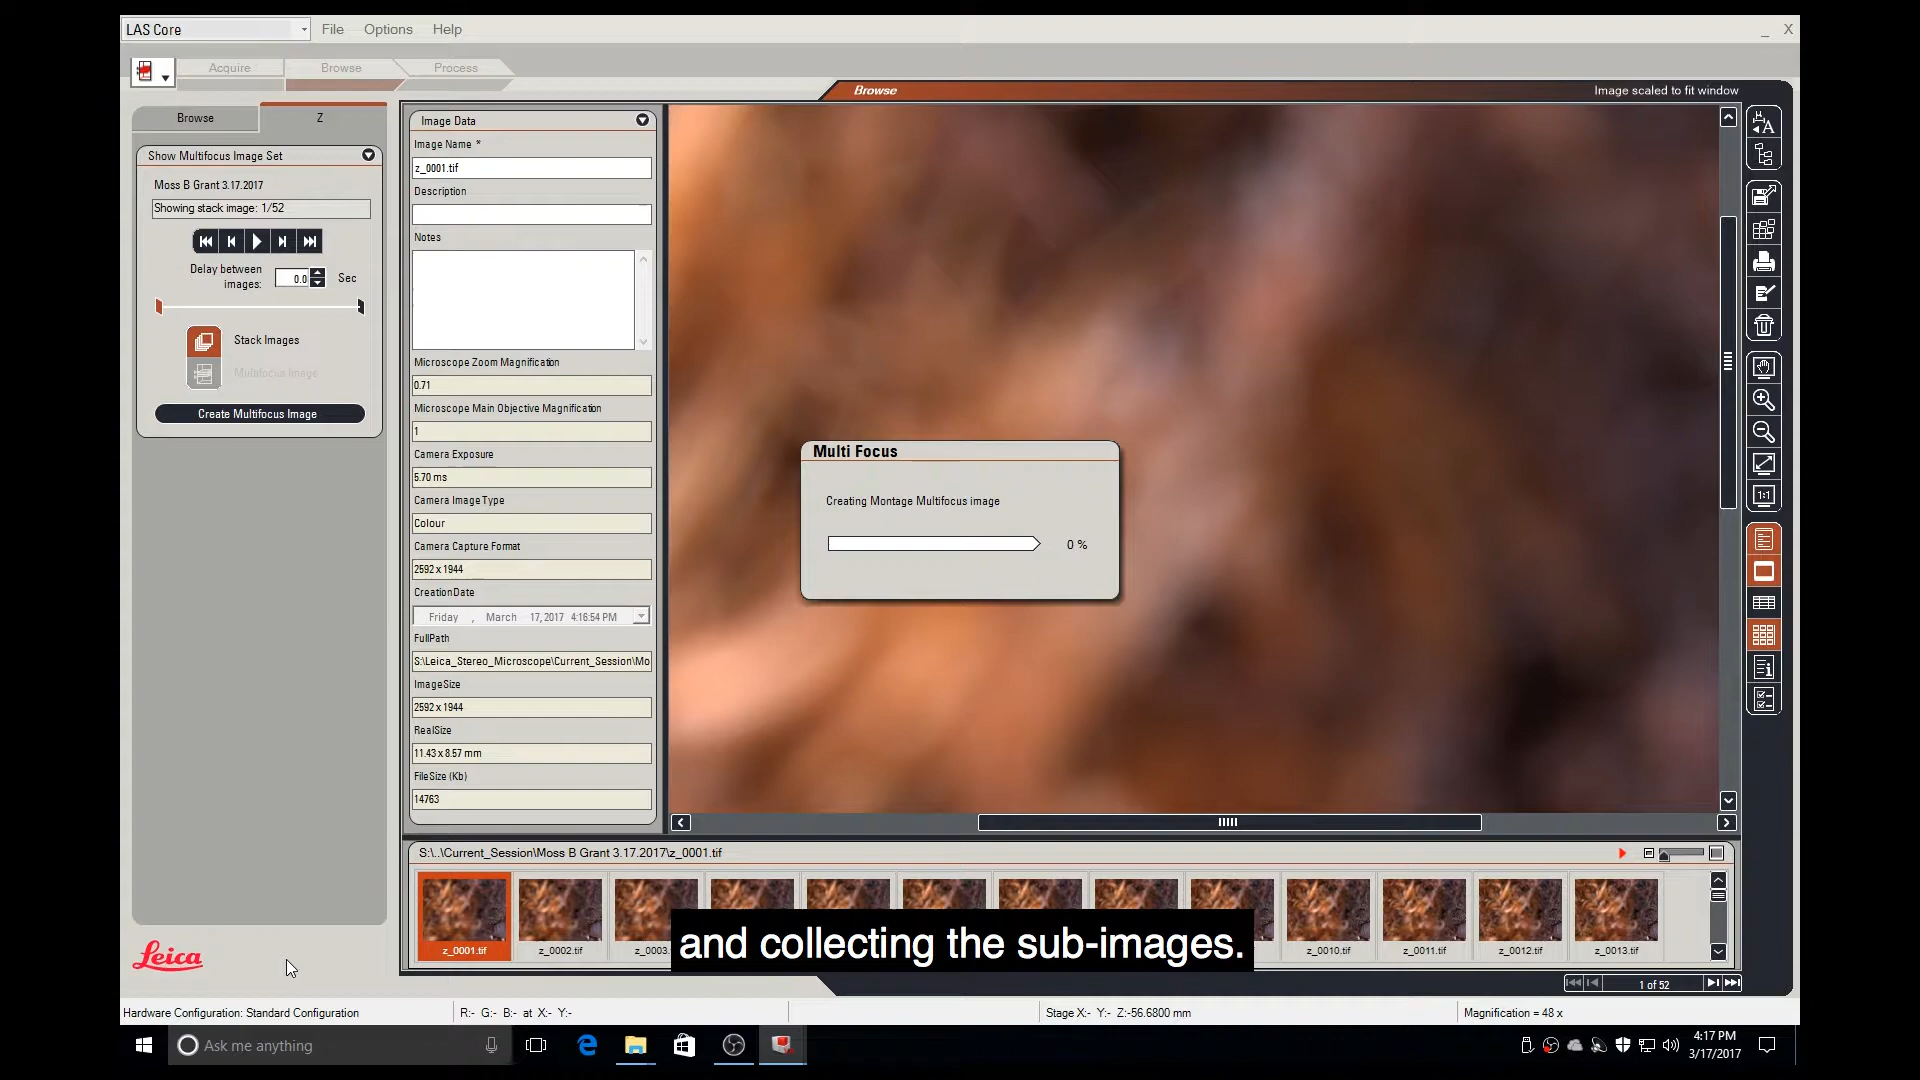 LAS Core
File Options Help
_ X
Acquire Browse Process
Browse
Image scaled to fit window
Browse Z
Show Multifocus Image Set
Moss B Grant 3.17.2017
Showing stack image: 1/52
Delay between
images: 0.0 Sec
Stack Images
Multifocus Image
Create Multifocus Image
Image Data
Image Name *
z_0001.tif
Description
Notes
Microscope Zoom Magnification
0.71
Microscope Main Objective Magnification
1
Camera Exposure
5.70 ms
Camera Image Type
Colour
Camera Capture Format
2592 x 1944
CreationDate
Friday , March 17, 2017 4:16:54 PM
FullPath
S:\Leica_Stereo_Microscope\Current_Session\Mo
ImageSize
2592 x 1944
RealSize
11.43 x 8.57 mm
FileSize (Kb)
14763
Multi Focus
Creating Montage Multifocus image
0 %
A
1:1
S:\..\Current_Session\Moss B Grant 3.17.2017\z_0001.tif
z_0001.tif z_0002.tif z_0003. z_0010.tif z_0011.tif z_0012.tif z_0013.tif
and collecting the sub-images.
Leica
1 of 52
Hardware Configuration: Standard Configuration
R:- G:- B:- at X:- Y:-
Stage X:- Y:- Z:-56.6800 mm
Magnification = 48 x
Ask me anything
4:17 PM
3/17/2017